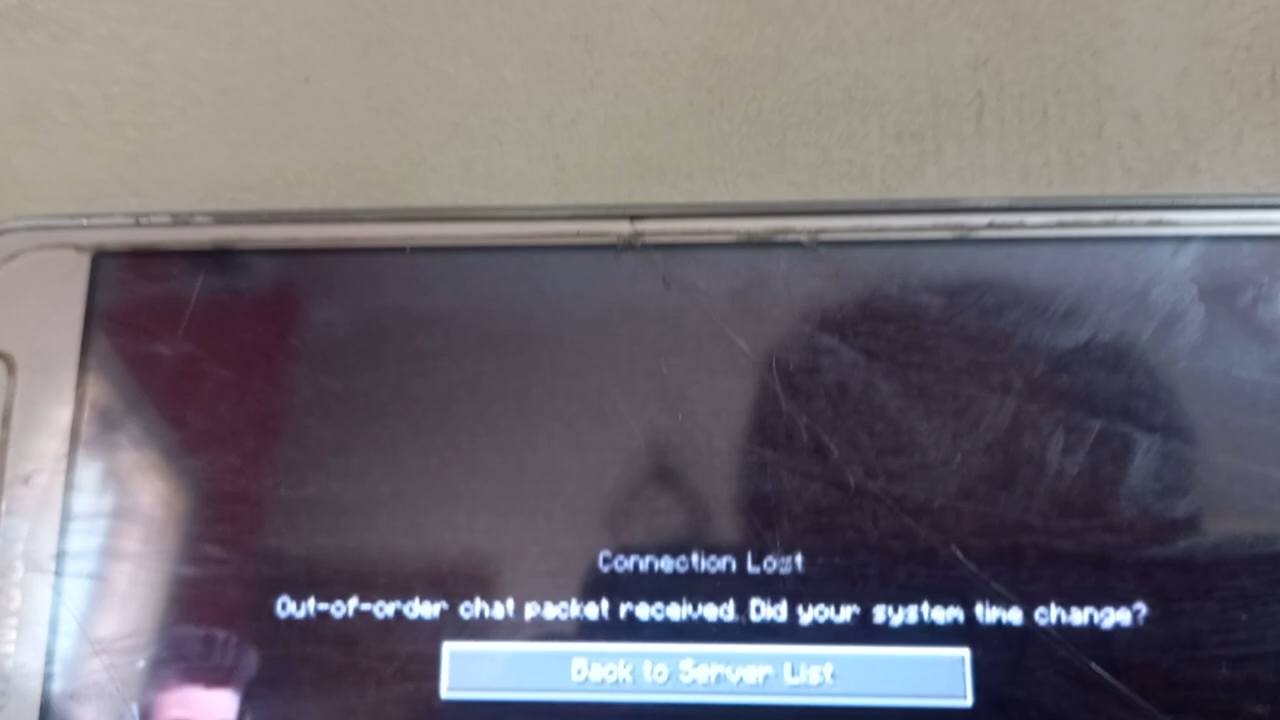 Connection Lost
Out-of-order chat packet received. Did your system time change?
Back to Server List